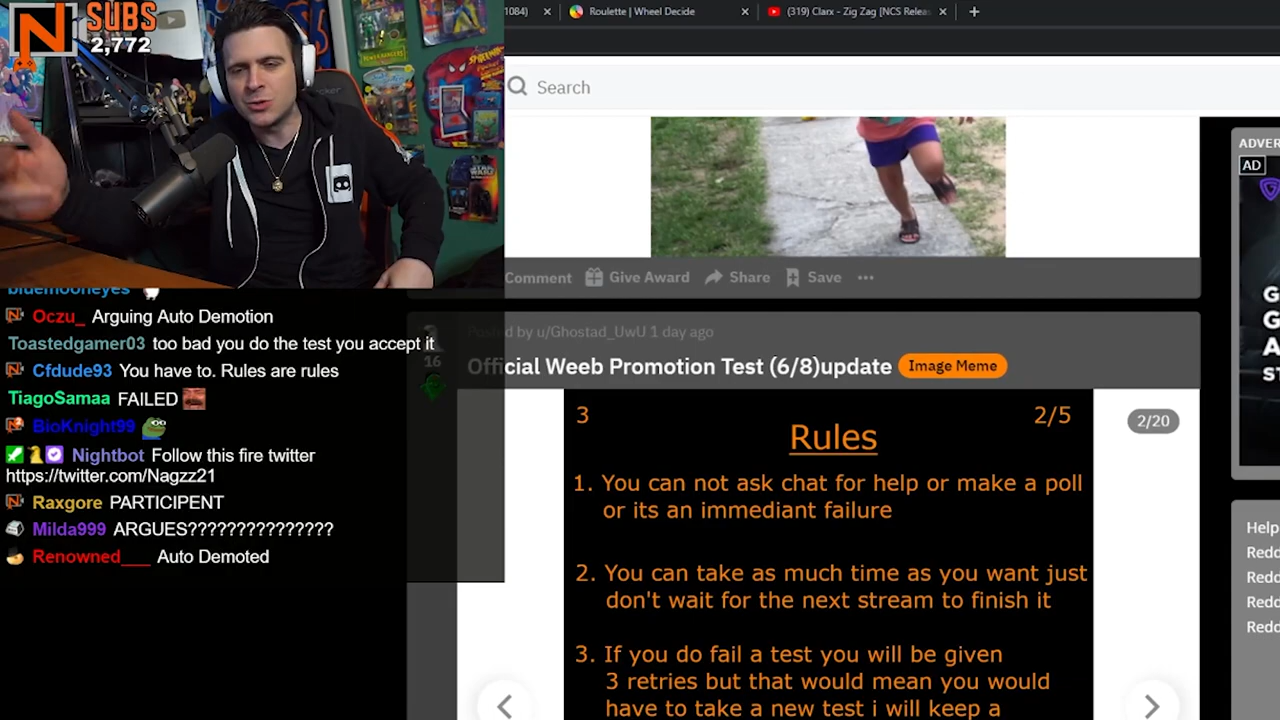 SUBS
2,772
1084)
Roulette | Wheel Decide
(319) Clarx - Zig Zag [NCS Relea
Search
ADVER
AD
Comment
Give Award
Share
Save
bluemooneyes
Oczu_ Arguing Auto Demotion
Toastedgamer03 too bad you do the test you accept it
Cfdude93 You have to. Rules are rules
TiagoSamaa FAILED
BioKnight99
Nightbot Follow this fire twitter
https://twitter.com/Nagzz21
Raxgore PARTICIPENT
Milda999 ARGUES???????????????
Renowned___ Auto Demoted
Posted by u/Ghostad_UwU 1 day ago
16
Official Weeb Promotion Test (6/8)update
Image Meme
3
2/5
2/20
Rules
1. You can not ask chat for help or make a poll
or its an immediant failure
2. You can take as much time as you want just
don't wait for the next stream to finish it
3. If you do fail a test you will be given
3 retries but that would mean you would
have to take a new test i will keep a
G
G
A
ST
Help
Redd
Redd
Redd
Redd